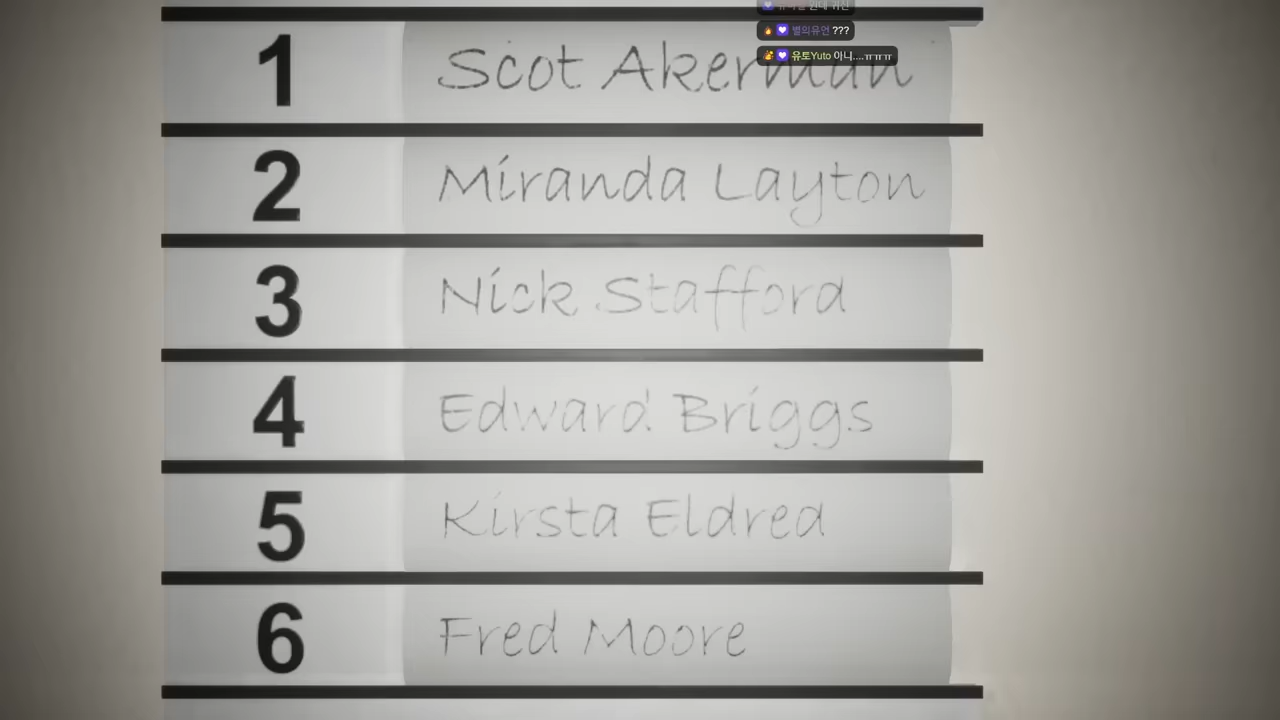 1 Scot Akerman
별의유언 ???
유토Yuto 아니....ㅠㅠㅠ
2 Miranda Layton
3 Nick Stafford
4 Edward Briggs
5 Kirsta Eldred
6 Fred Moore